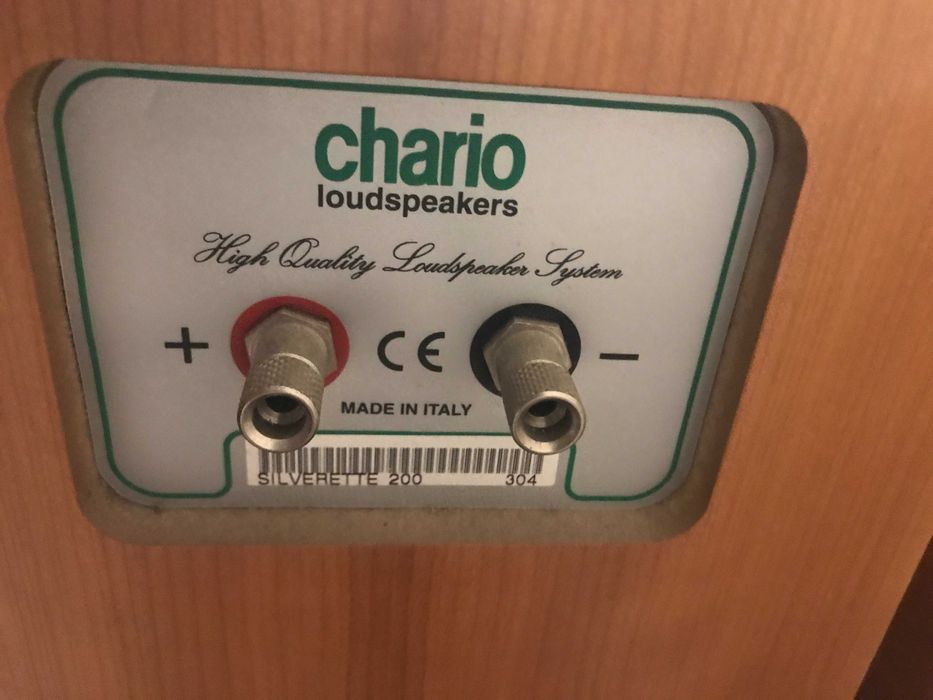 chario
loudspeakers
High Quality Loudspeaker System
+ CE −
MADE IN ITALY
SILVERETTE 200 304